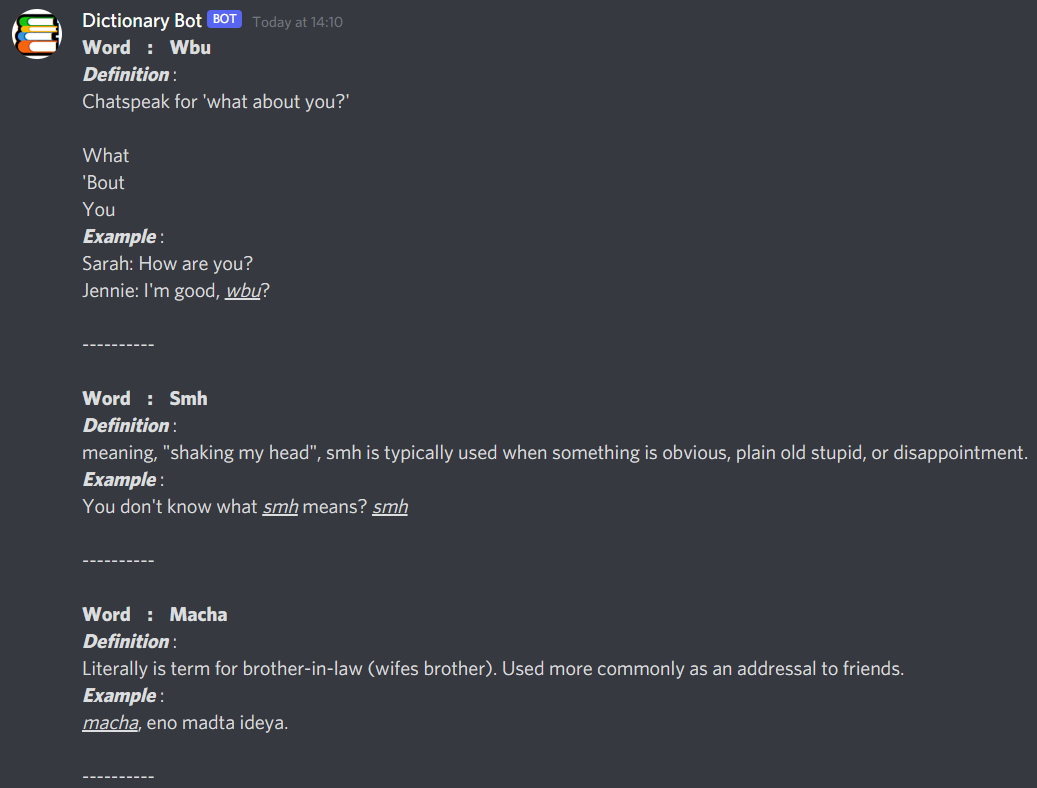 Dictionary Bot BOT Today at 14:10
Word : Wbu
Definition :
Chatspeak for 'what about you?'
What
'Bout
You
Example :
Sarah: How are you?
Jennie: I'm good, wbu?
----------
Word : Smh
Definition :
meaning, "shaking my head", smh is typically used when something is obvious, plain old stupid, or disappointment.
Example :
You don't know what smh means? smh
----------
Word : Macha
Definition :
Literally is term for brother-in-law (wifes brother). Used more commonly as an addressal to friends.
Example :
macha, eno madta ideya.
----------